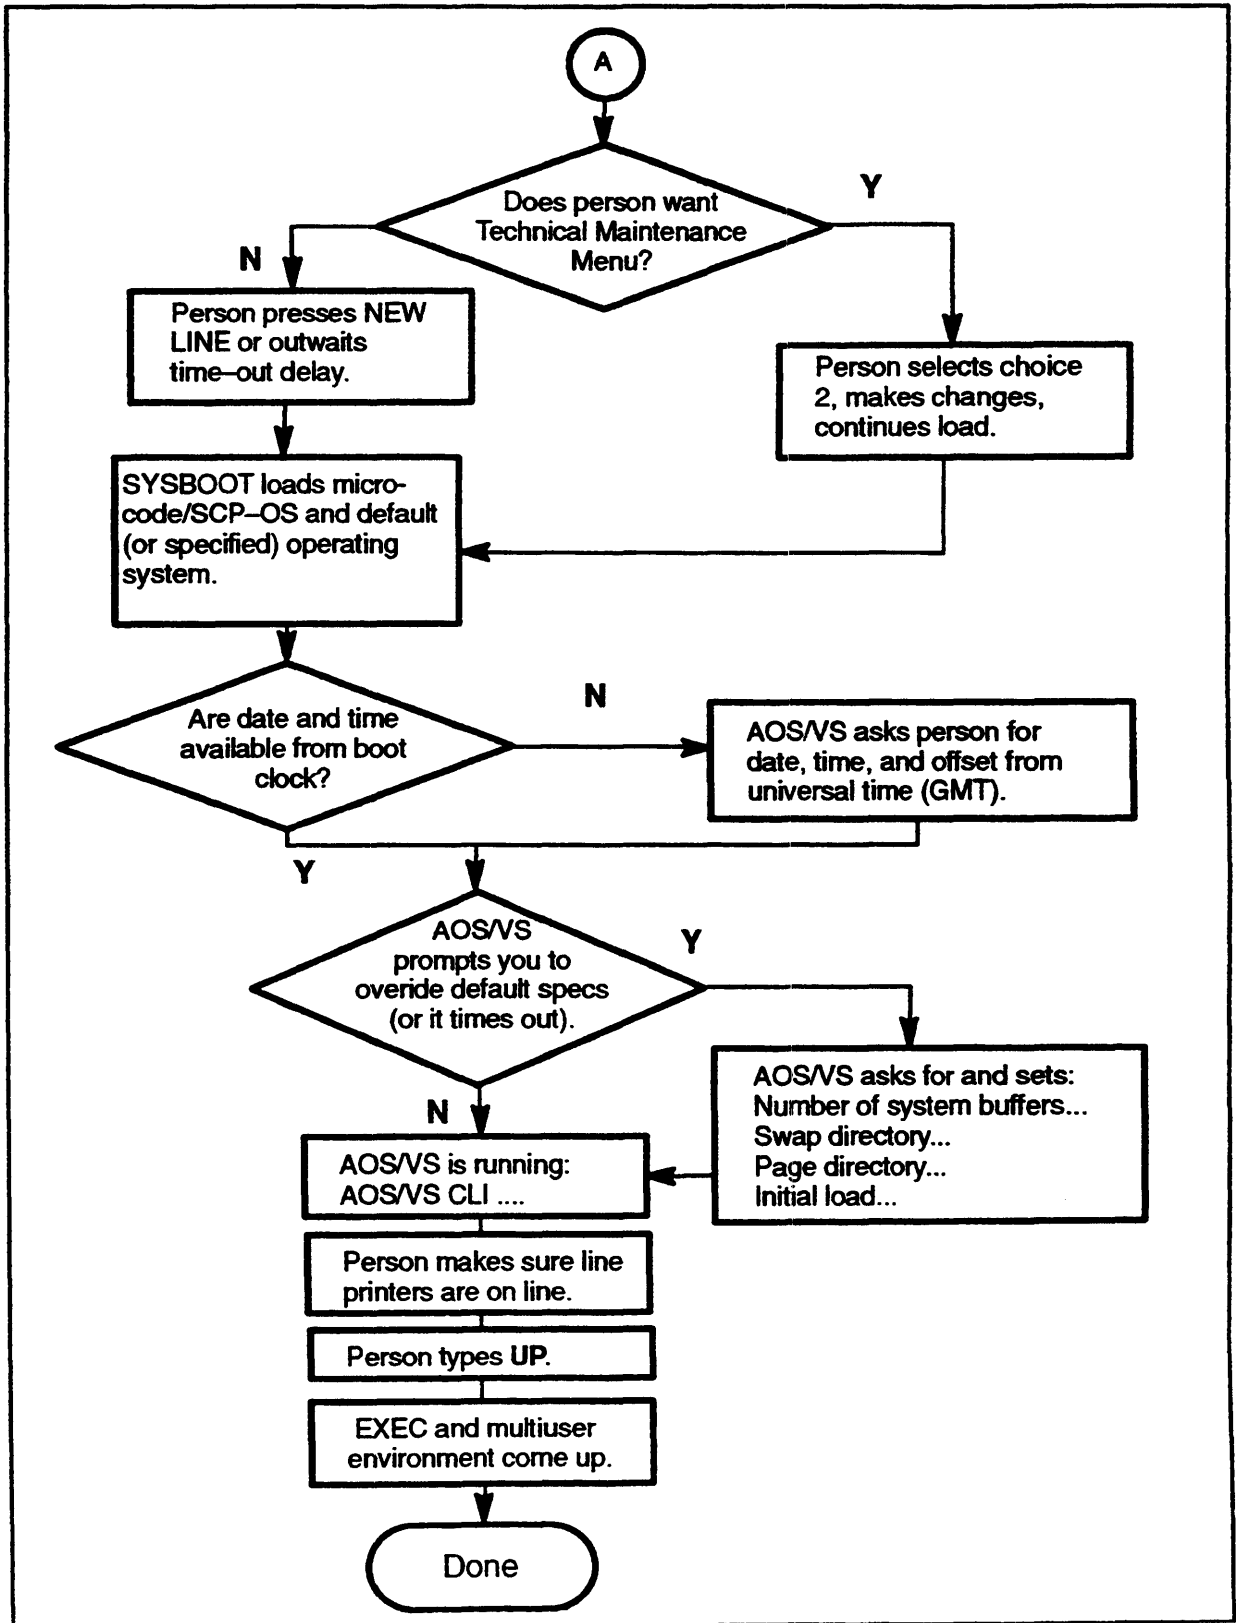 A
Does person want
Technical Maintenance
Menu?
Y
N
Person presses NEW
LINE or outwaits
time–out delay.
Person selects choice
2, makes changes,
continues load.
SYSBOOT loads micro-
code/SCP–OS and default
(or specified) operating
system.
Are date and time
available from boot
clock?
N
AOS/VS asks person for
date, time, and offset from
universal time (GMT).
Y
AOS/VS
prompts you to
overide default specs
(or it times out).
Y
N
AOS/VS asks for and sets:
Number of system buffers...
Swap directory...
Page directory...
Initial load...
AOS/VS is running:
AOS/VS CLI ....
Person makes sure line
printers are on line.
Person types UP.
EXEC and multiuser
environment come up.
Done